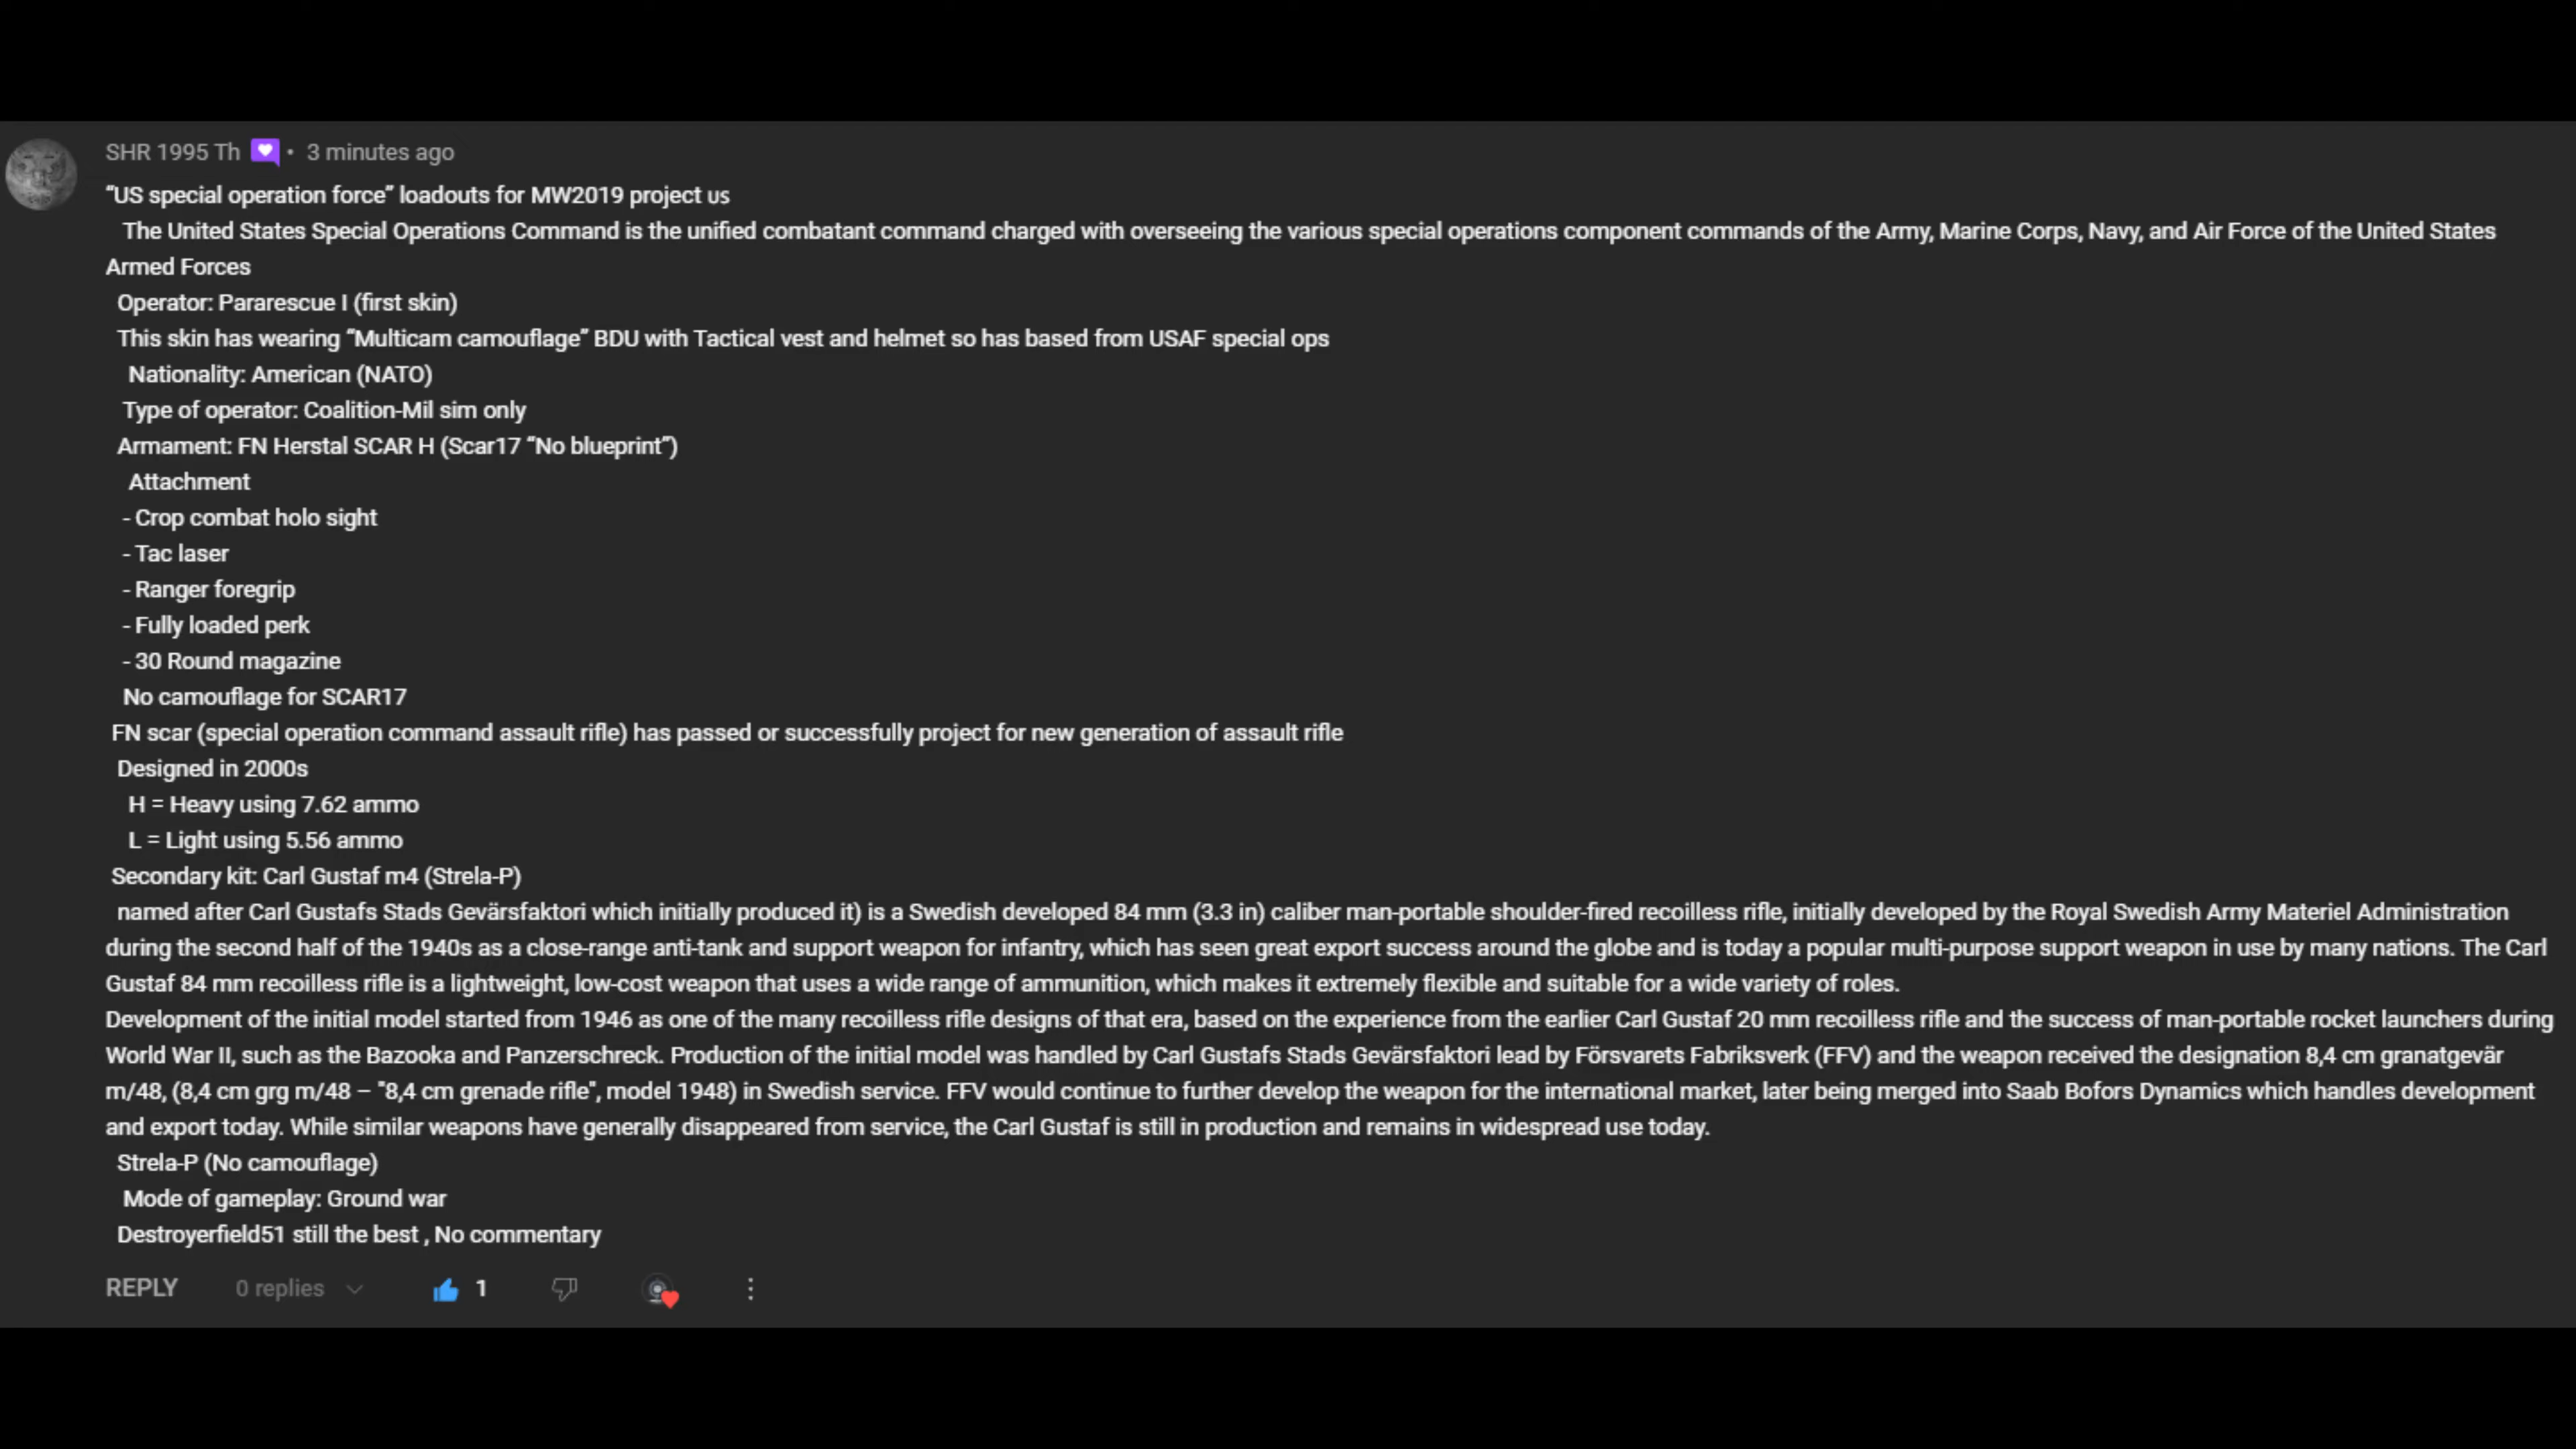 SHR 1995 Th • 3 minutes ago
“US special operation force” loadouts for MW2019 project us
The United States Special Operations Command is the unified combatant command charged with overseeing the various special operations component commands of the Army, Marine Corps, Navy, and Air Force of the United States
Armed Forces
Operator: Pararescue I (first skin)
This skin has wearing “Multicam camouflage” BDU with Tactical vest and helmet so has based from USAF special ops
Nationality: American (NATO)
Type of operator: Coalition-Mil sim only
Armament: FN Herstal SCAR H (Scar17 “No blueprint”)
Attachment
- Crop combat holo sight
- Tac laser
- Ranger foregrip
- Fully loaded perk
- 30 Round magazine
No camouflage for SCAR17
FN scar (special operation command assault rifle) has passed or successfully project for new generation of assault rifle
Designed in 2000s
H = Heavy using 7.62 ammo
L = Light using 5.56 ammo
Secondary kit: Carl Gustaf m4 (Strela-P)
named after Carl Gustafs Stads Gevärsfaktori which initially produced it) is a Swedish developed 84 mm (3.3 in) caliber man-portable shoulder-fired recoilless rifle, initially developed by the Royal Swedish Army Materiel Administration
during the second half of the 1940s as a close-range anti-tank and support weapon for infantry, which has seen great export success around the globe and is today a popular multi-purpose support weapon in use by many nations. The Carl
Gustaf 84 mm recoilless rifle is a lightweight, low-cost weapon that uses a wide range of ammunition, which makes it extremely flexible and suitable for a wide variety of roles.
Development of the initial model started from 1946 as one of the many recoilless rifle designs of that era, based on the experience from the earlier Carl Gustaf 20 mm recoilless rifle and the success of man-portable rocket launchers during
World War II, such as the Bazooka and Panzerschreck. Production of the initial model was handled by Carl Gustafs Stads Gevärsfaktori lead by Försvarets Fabriksverk (FFV) and the weapon received the designation 8,4 cm granatgevär
m/48, (8,4 cm grg m/48 – "8,4 cm grenade rifle", model 1948) in Swedish service. FFV would continue to further develop the weapon for the international market, later being merged into Saab Bofors Dynamics which handles development
and export today. While similar weapons have generally disappeared from service, the Carl Gustaf is still in production and remains in widespread use today.
Strela-P (No camouflage)
Mode of gameplay: Ground war
Destroyerfield51 still the best , No commentary
REPLY 0 replies 1